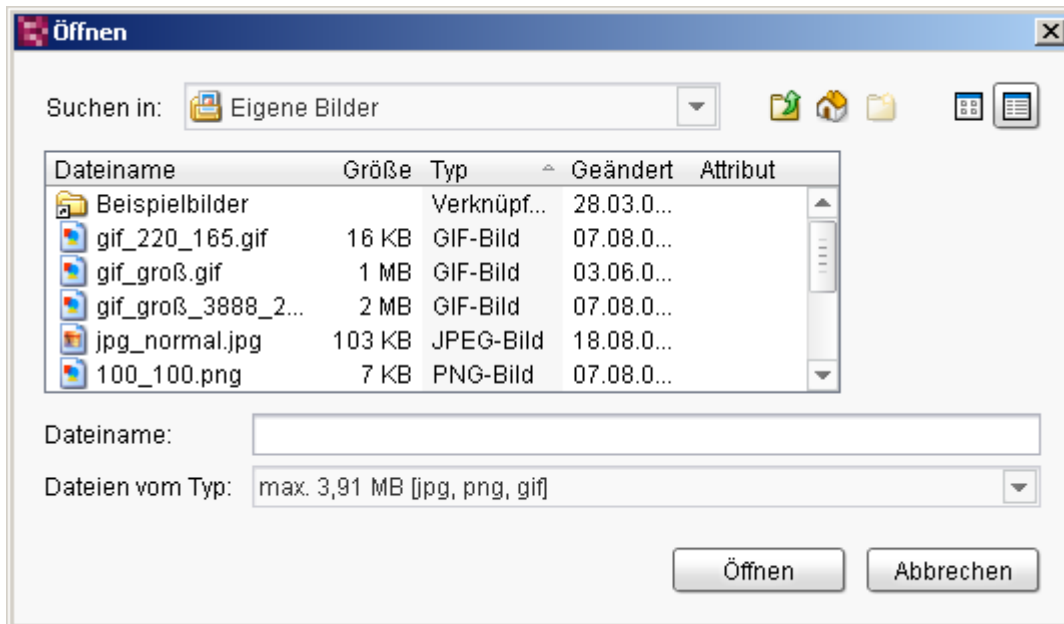 Öffnen
Suchen in: Eigene Bilder
Dateiname Größe Typ Geändert Attribut
Beispielbilder Verknüpf... 28.03.0...
gif_220_165.gif 16 KB GIF-Bild 07.08.0...
gif_groß.gif 1 MB GIF-Bild 03.06.0...
gif_groß_3888_2... 2 MB GIF-Bild 07.08.0...
jpg_normal.jpg 103 KB JPEG-Bild 18.08.0...
100_100.png 7 KB PNG-Bild 07.08.0...
Dateiname:
Dateien vom Typ: max. 3,91 MB [jpg, png, gif]
Öffnen Abbrechen